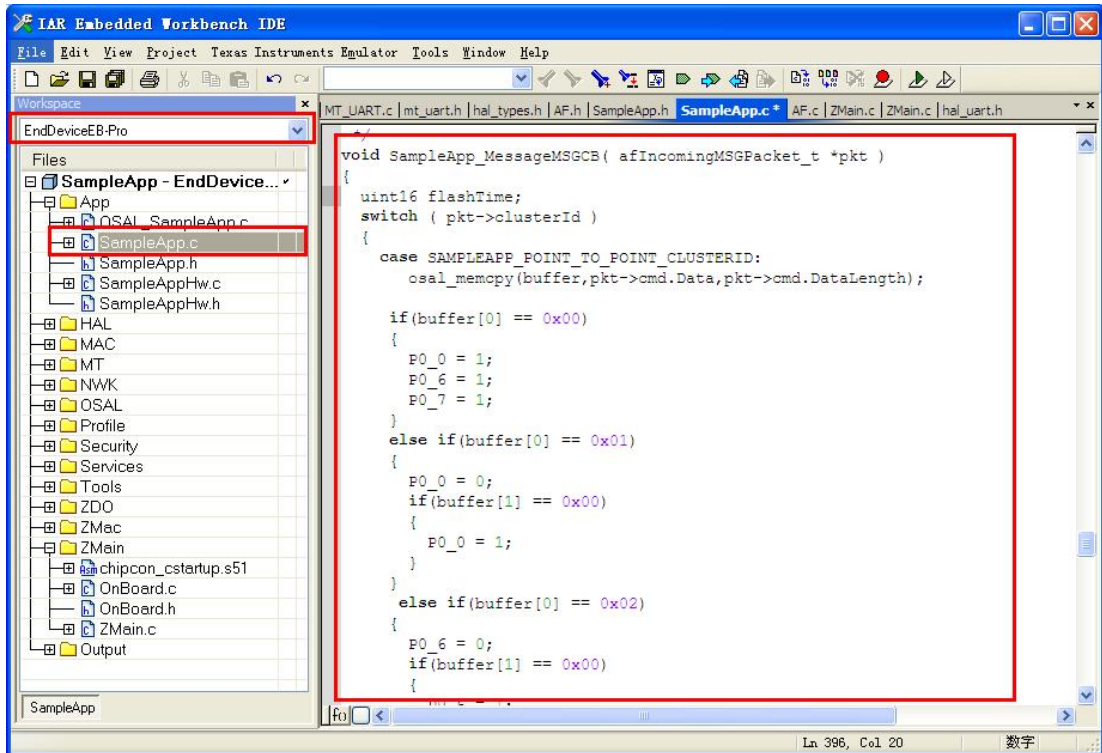 IAR Embedded Workbench IDE
File Edit View Project Texas Instruments Emulator Tools Window Help
Workspace
EndDeviceEB-Pro
Files
SampleApp - EndDevice...
App
OSAL_SampleApp.c
SampleApp.c
SampleApp.h
SampleAppHw.c
SampleAppHw.h
HAL
MAC
MT
NWK
OSAL
Profile
Security
Services
Tools
ZDO
ZMac
ZMain
chipcon_cstartup.s51
OnBoard.c
OnBoard.h
ZMain.c
Output
SampleApp
MT_UART.c | mt_uart.h | hal_types.h | AF.h | SampleApp.h SampleApp.c * AF.c | ZMain.c | ZMain.c | hal_uart.h
*/
void SampleApp_MessageMSGCB( afIncomingMSGPacket_t *pkt )
{
uint16 flashTime;
switch ( pkt->clusterId )
{
case SAMPLEAPP_POINT_TO_POINT_CLUSTERID:
osal_memcpy(buffer,pkt->cmd.Data,pkt->cmd.DataLength);
if(buffer[0] == 0x00)
{
P0_0 = 1;
P0_6 = 1;
P0_7 = 1;
}
else if(buffer[0] == 0x01)
{
P0_0 = 0;
if(buffer[1] == 0x00)
{
P0_0 = 1;
}
}
else if(buffer[0] == 0x02)
{
P0_6 = 0;
if(buffer[1] == 0x00)
{
fo
Ln 396, Col 20 数字